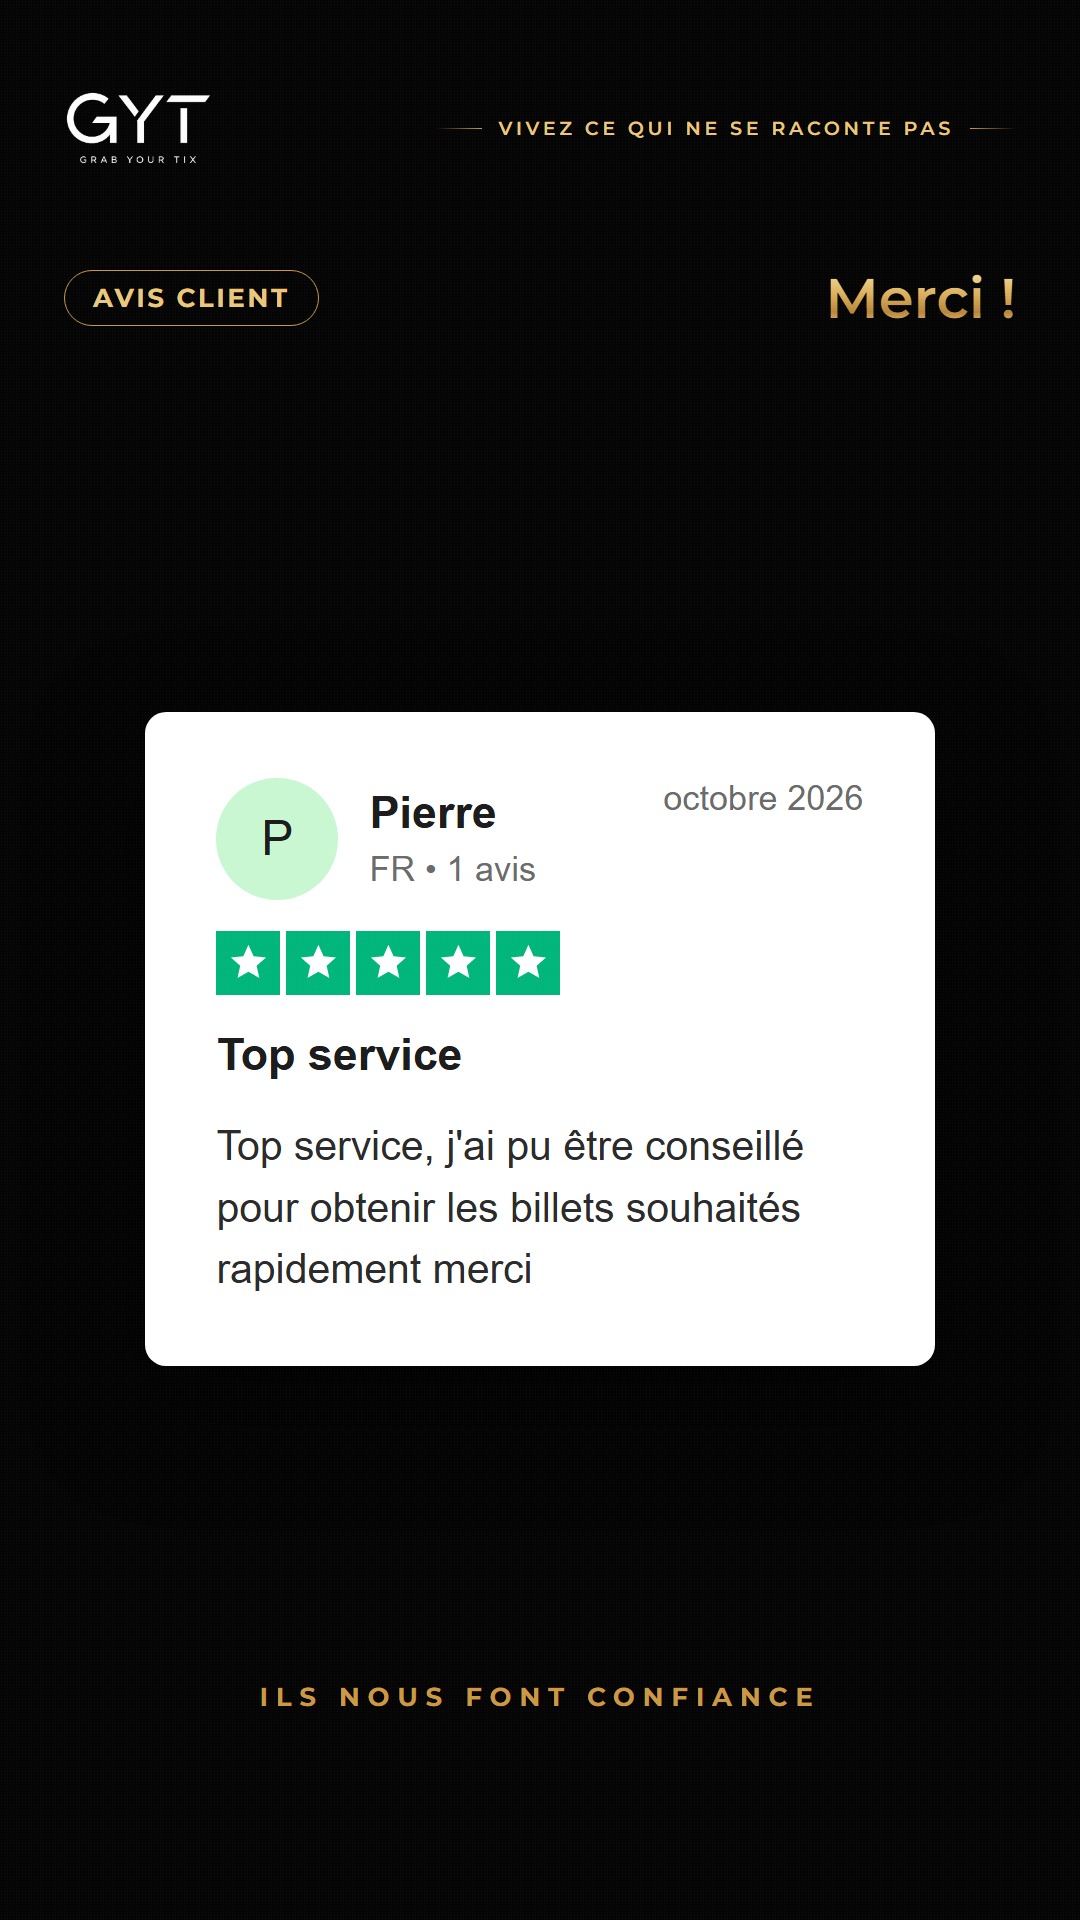 GYT
GRAB YOUR TIX
VIVEZ CE QUI NE SE RACONTE PAS
AVIS CLIENT
Merci !
P
Pierre
octobre 2026
FR • 1 avis
Top service
Top service, j'ai pu être conseillé
pour obtenir les billets souhaités
rapidement merci
ILS NOUS FONT CONFIANCE